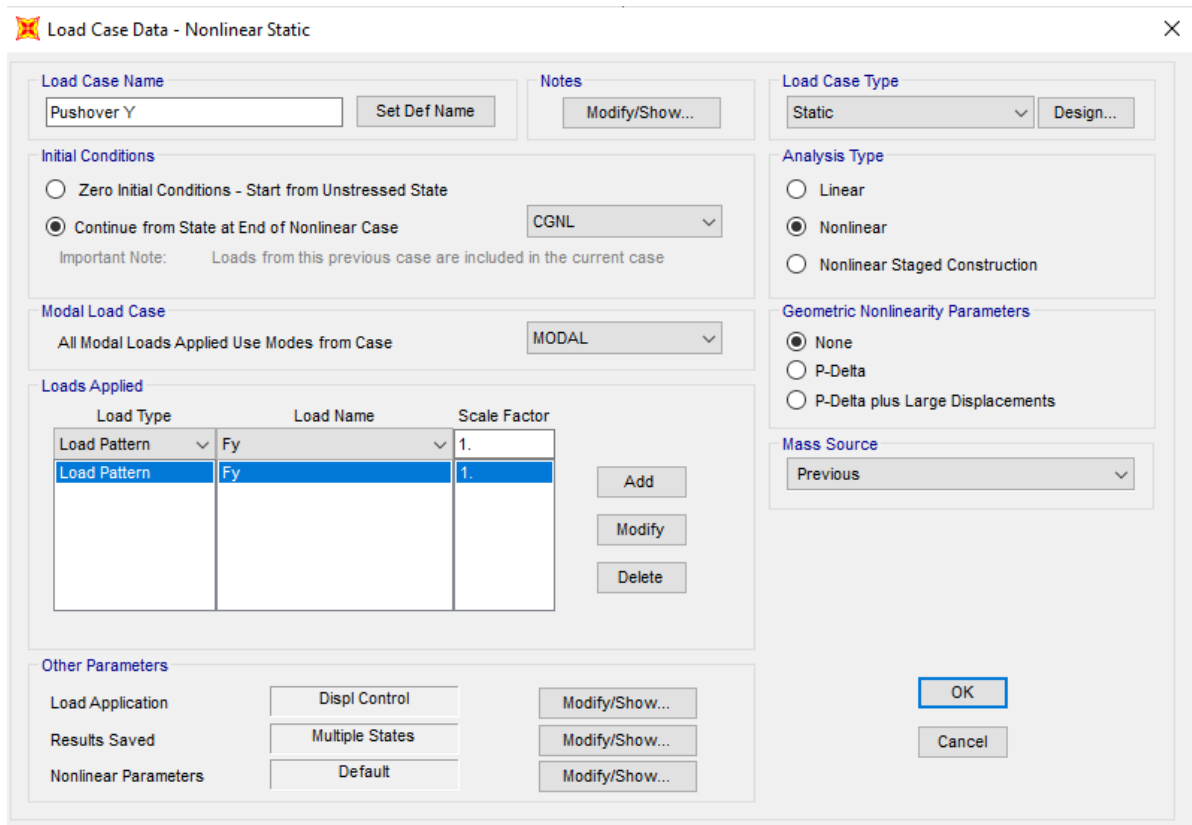 Load Case Data - Nonlinear Static
Load Case Name
Pushover Y
Set Def Name
Notes
Modify/Show...
Load Case Type
Static
Design...
Initial Conditions
Zero Initial Conditions - Start from Unstressed State
Continue from State at End of Nonlinear Case
CGNL
Important Note: Loads from this previous case are included in the current case
Analysis Type
Linear
Nonlinear
Nonlinear Staged Construction
Modal Load Case
All Modal Loads Applied Use Modes from Case
MODAL
Geometric Nonlinearity Parameters
None
P-Delta
P-Delta plus Large Displacements
Loads Applied
Load Type Load Name Scale Factor
Load Pattern Fy 1.
Load Pattern Fy 1.
Add
Modify
Delete
Mass Source
Previous
Other Parameters
Load Application Displ Control Modify/Show...
Results Saved Multiple States Modify/Show...
Nonlinear Parameters Default Modify/Show...
OK
Cancel